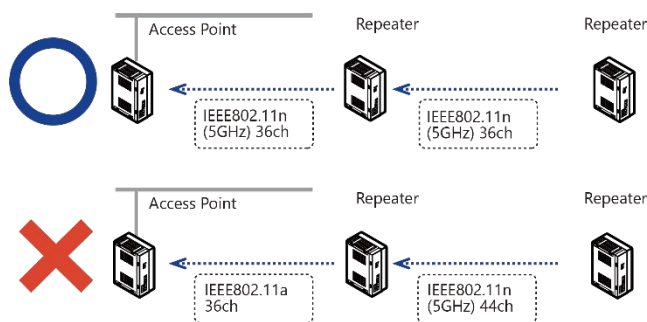 Access Point
Repeater
Repeater
IEEE802.11n
(5GHz) 36ch
IEEE802.11n
(5GHz) 36ch
Access Point
Repeater
Repeater
IEEE802.11a
36ch
IEEE802.11n
(5GHz) 44ch